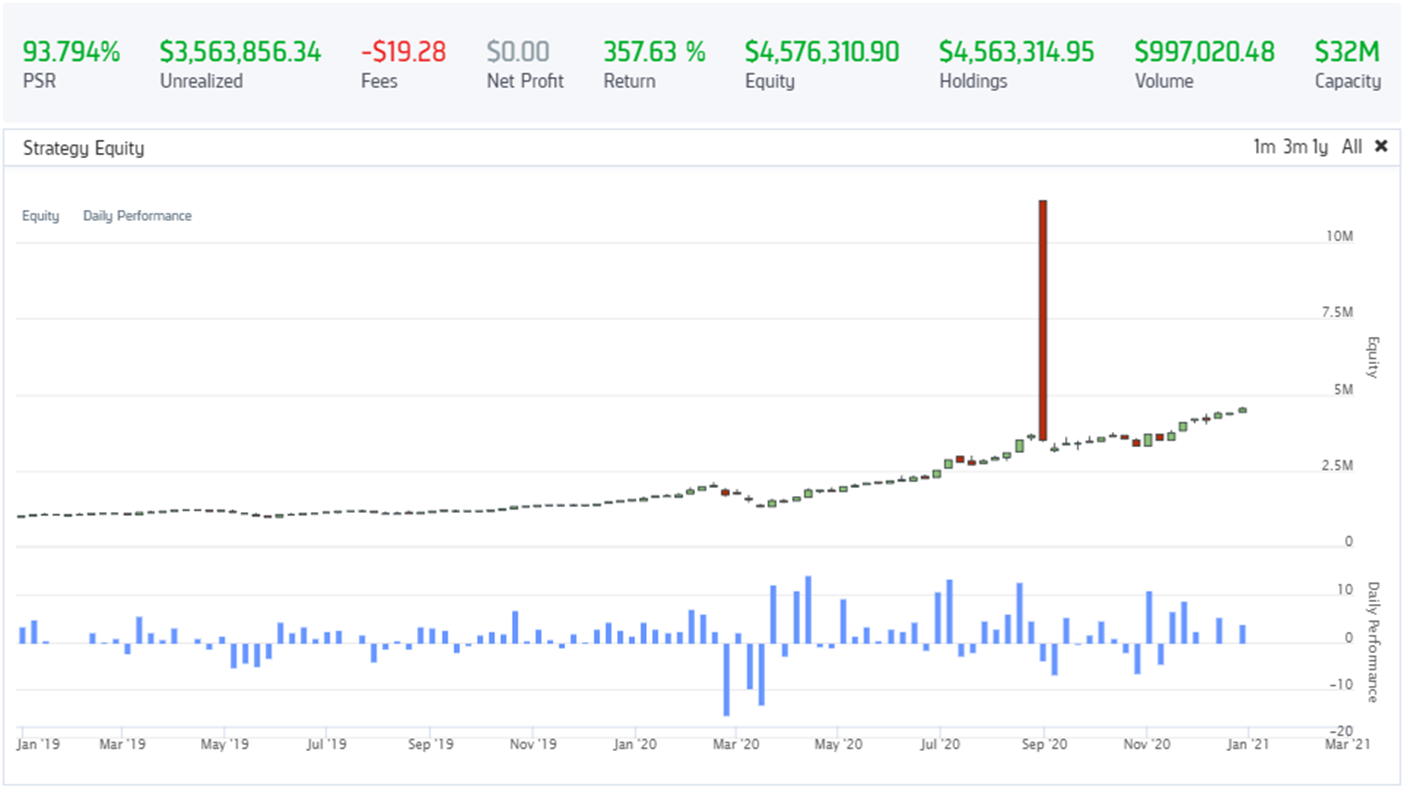 93.794% $3,563,856.34 -$19.28 $0.00 357.63 % $4,576,310.90 $4,563,314.95 $997,020.48 $32M
PSR Unrealized Fees Net Profit Return Equity Holdings Volume Capacity
Strategy Equity 1m 3m 1y All ✖
Equity Daily Performance
10M
7.5M
Equity
5M
2.5M
0
10
0
-10
-20
Daily Performance
Jan '19 Mar '19 May '19 Jul '19 Sep '19 Nov '19 Jan '20 Mar '20 May '20 Jul '20 Sep '20 Nov '20 Jan '21 Mar '21